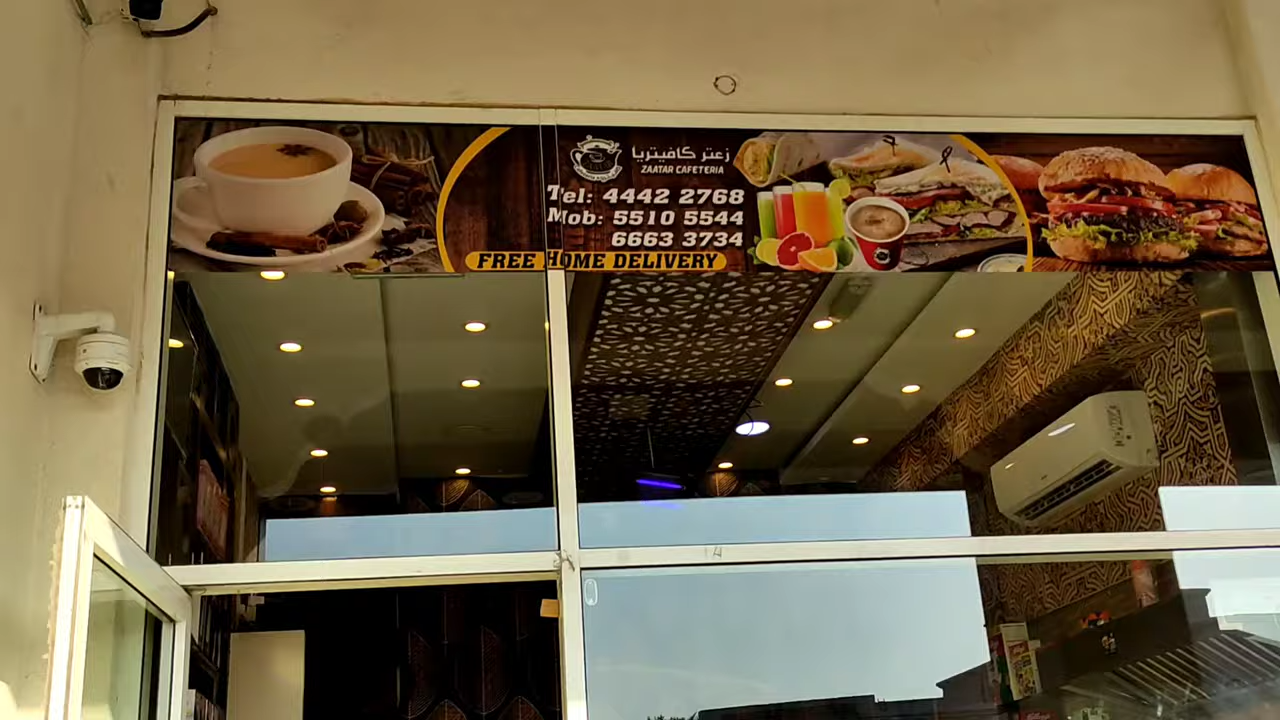 زعتر كافيتريا
ZAATAR CAFETERIA
Tel: 4442 2768
Mob: 5510 5544
6663 3734
FREE HOME DELIVERY